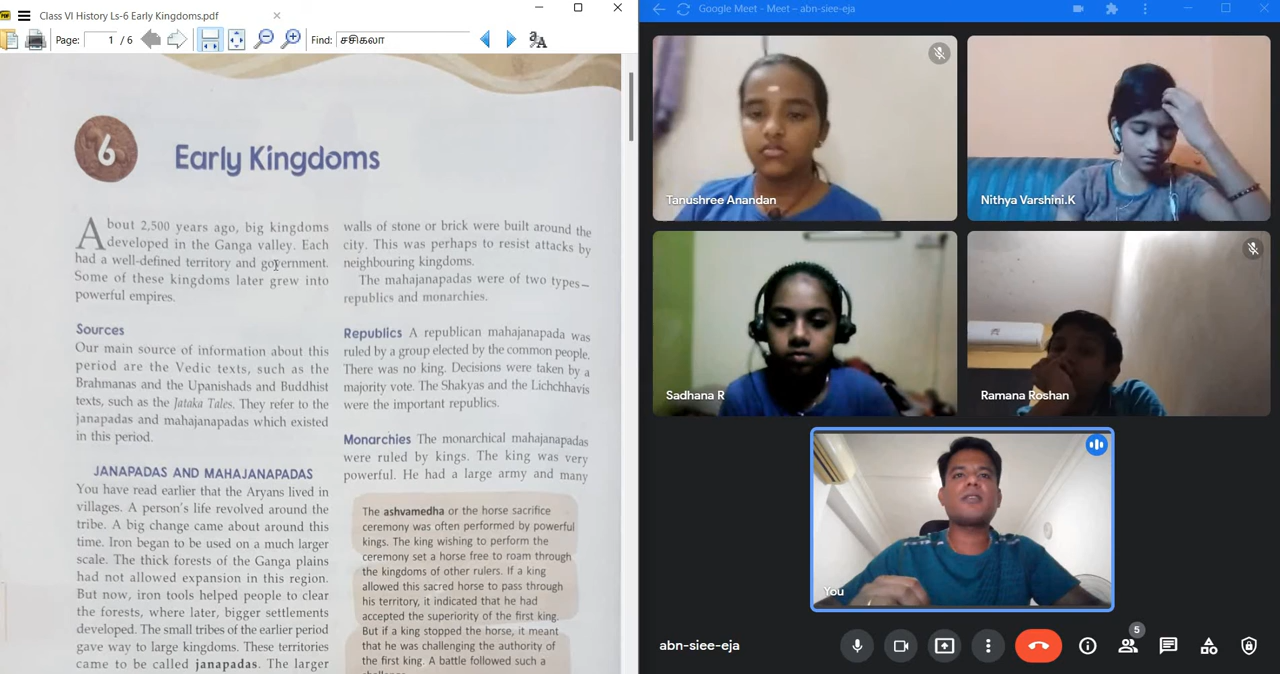 Class VI History Ls-6 Early Kingdoms.pdf
Page: 1 / 6 Find: சசிகலா
6
Early Kingdoms
About 2,500 years ago, big kingdoms
developed in the Ganga valley. Each
had a well-defined territory and government.
Some of these kingdoms later grew into
powerful empires.
Sources
Our main source of information about this
period are the Vedic texts, such as the
Brahmanas and the Upanishads and Buddhist
texts, such as the Jataka Tales. They refer to the
janapadas and mahajanapadas which existed
in this period.
JANAPADAS AND MAHAJANAPADAS
You have read earlier that the Aryans lived in
villages. A person's life revolved around the
tribe. A big change came about around this
time. Iron began to be used on a much larger
scale. The thick forests of the Ganga plains
had not allowed expansion in this region.
But now, iron tools helped people to clear
the forests, where later, bigger settlements
developed. The small tribes of the earlier period
gave way to large kingdoms. These territories
came to be called janapadas. The larger
walls of stone or brick were built around the
city. This was perhaps to resist attacks by
neighbouring kingdoms.
The mahajanapadas were of two types–
republics and monarchies.
Republics A republican mahajanapada was
ruled by a group elected by the common people.
There was no king. Decisions were taken by a
majority vote. The Shakyas and the Lichchhavis
were the important republics.
Monarchies The monarchical mahajanapadas
were ruled by kings. The king was very
powerful. He had a large army and many
The ashvamedha or the horse sacrifice
ceremony was often performed by powerful
kings. The king wishing to perform the
ceremony set a horse free to roam through
the kingdoms of other rulers. If a king
allowed this sacred horse to pass through
his territory, it indicated that he had
accepted the superiority of the first king.
But if a king stopped the horse, it meant
that he was challenging the authority of
the first king. A battle followed such a
Google Meet - Meet – abn-siee-eja
Tanushree Anandan
Nithya Varshini.K
Sadhana R
Ramana Roshan
You
abn-siee-eja
5